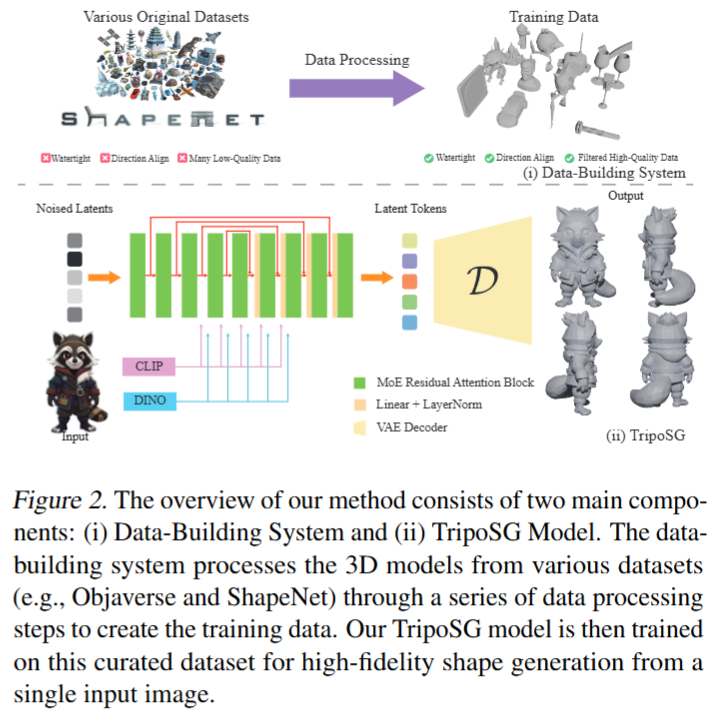 Various Original Datasets
Training Data
Data Processing
SHAPENET
Watertight Direction Align Many Low-Quality Data
Watertight Direction Align Filtered High-Quality Data
(i) Data-Building System
Noised Latents
Latent Tokens
Output
D
CLIP
DINO
Input
MoE Residual Attention Block
Linear + LayerNorm
VAE Decoder
(ii) TripoSG
Figure 2. The overview of our method consists of two main compo-
nents: (i) Data-Building System and (ii) TripoSG Model. The data-
building system processes the 3D models from various datasets
(e.g., Objaverse and ShapeNet) through a series of data processing
steps to create the training data. Our TripoSG model is then trained
on this curated dataset for high-fidelity shape generation from a
single input image.